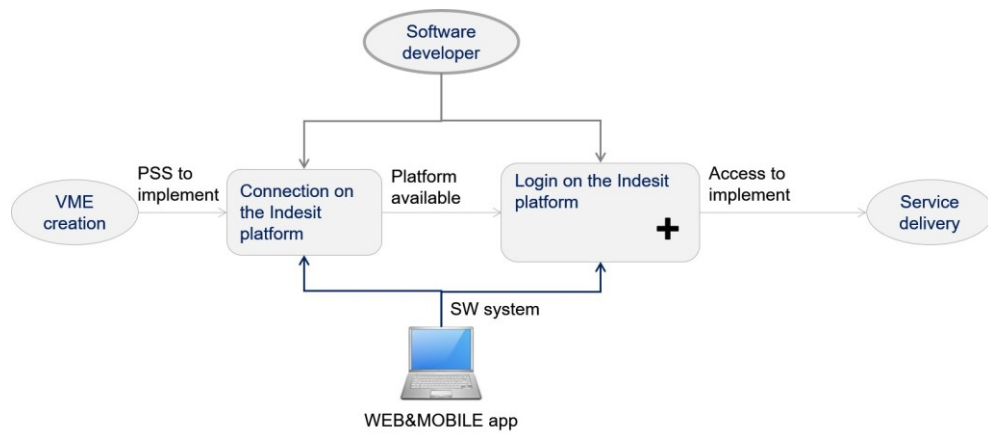 Software
developer
PSS to
implement
Platform
available
Access to
implement
VME
creation
Connection on
the Indesit
platform
Login on the Indesit
platform
Service
delivery
SW system
WEB&MOBILE app